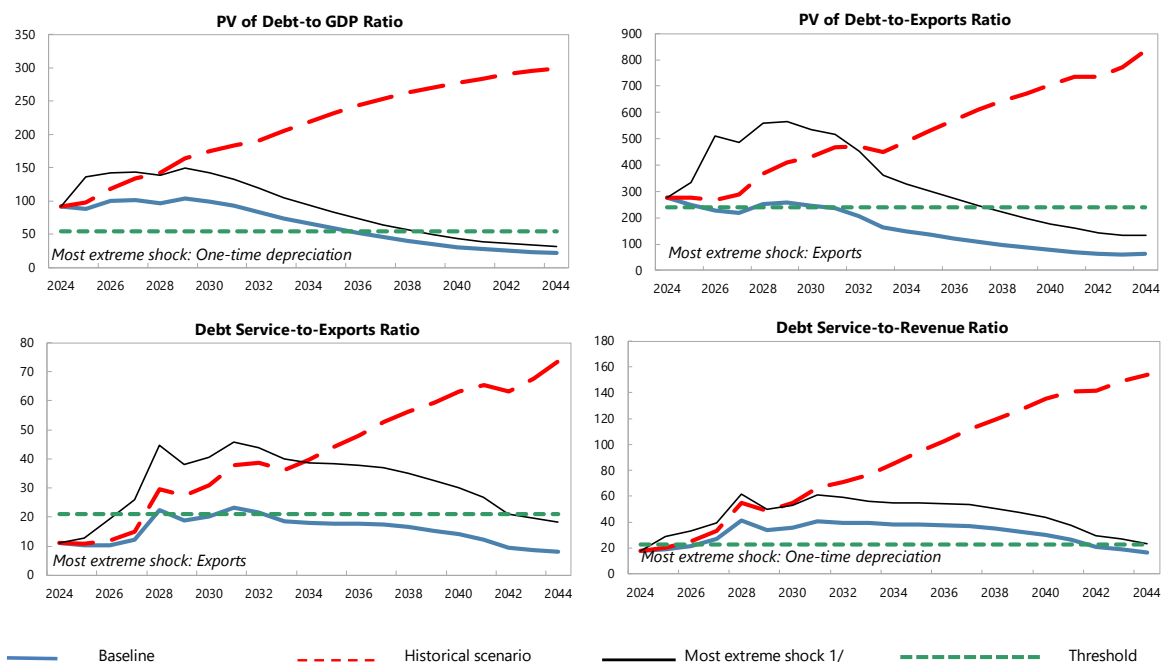 PV of Debt-to GDP Ratio
350
300
250
200
150
100
50
0
Most extreme shock: One-time depreciation
2024 2026 2028 2030 2032 2034 2036 2038 2040 2042 2044
PV of Debt-to-Exports Ratio
900
800
700
600
500
400
300
200
100
0
Most extreme shock: Exports
2024 2026 2028 2030 2032 2034 2036 2038 2040 2042 2044
Debt Service-to-Exports Ratio
80
70
60
50
40
30
20
10
0
Most extreme shock: Exports
2024 2026 2028 2030 2032 2034 2036 2038 2040 2042 2044
Debt Service-to-Revenue Ratio
180
160
140
120
100
80
60
40
20
0
Most extreme shock: One-time depreciation
2024 2026 2028 2030 2032 2034 2036 2038 2040 2042 2044
Baseline Historical scenario Most extreme shock 1/ Threshold